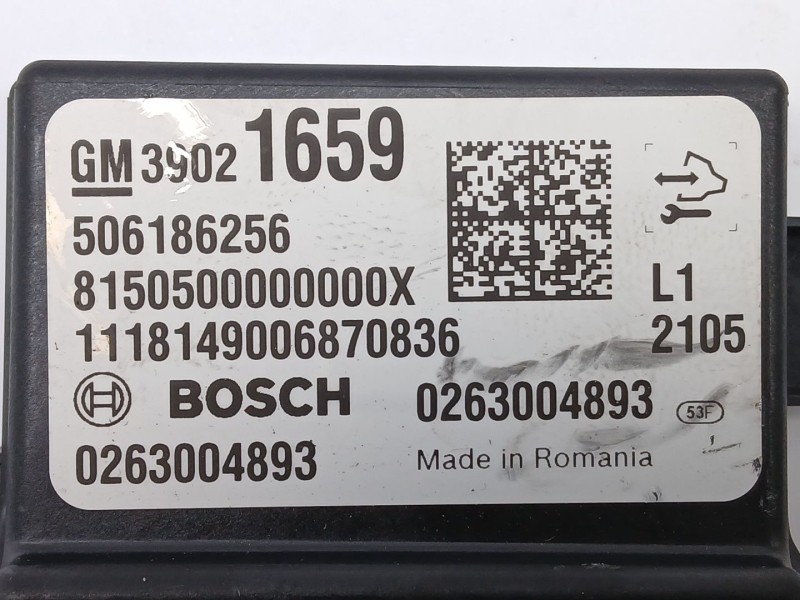 GM 3902 1659
506186256
8150500000000X
1118149006870836
L1
2105
BOSCH 0263004893 53F
0263004893 Made in Romania